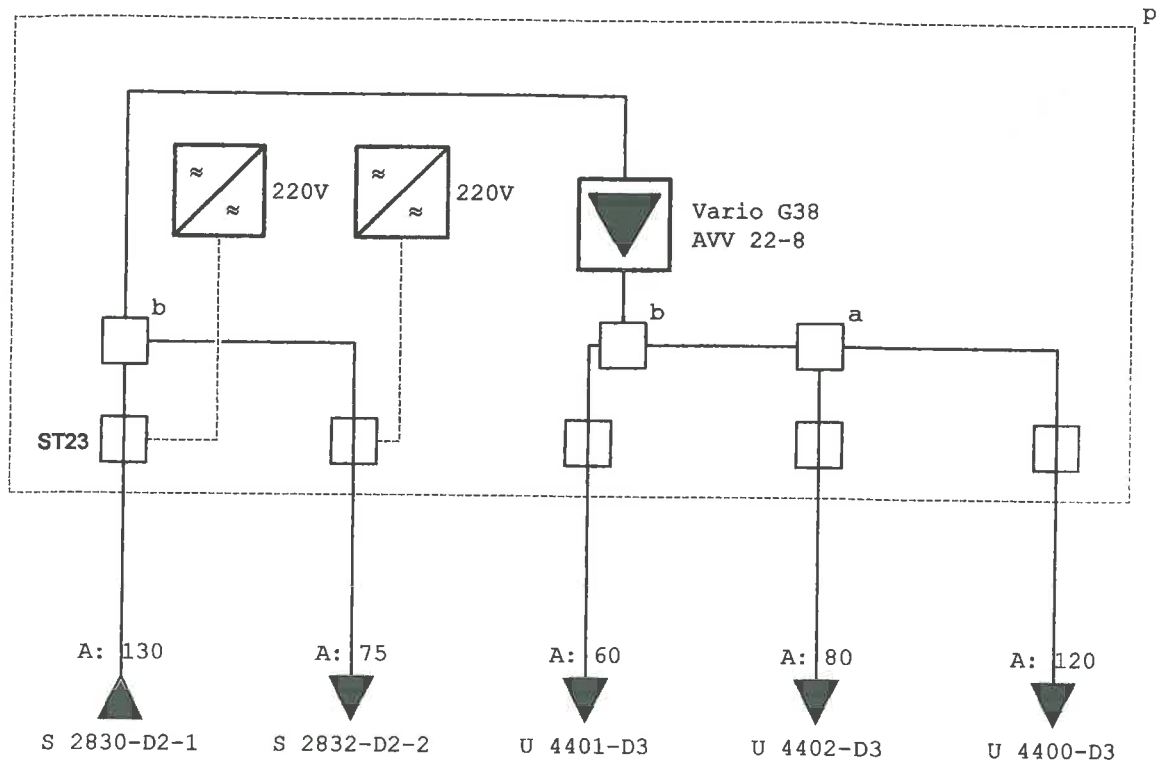 p
220V
220V
Vario G38
AVV 22-8
b
b
a
ST23
A: 130
A: 75
A: 60
A: 80
A: 120
S 2830-D2-1
S 2832-D2-2
U 4401-D3
U 4402-D3
U 4400-D3